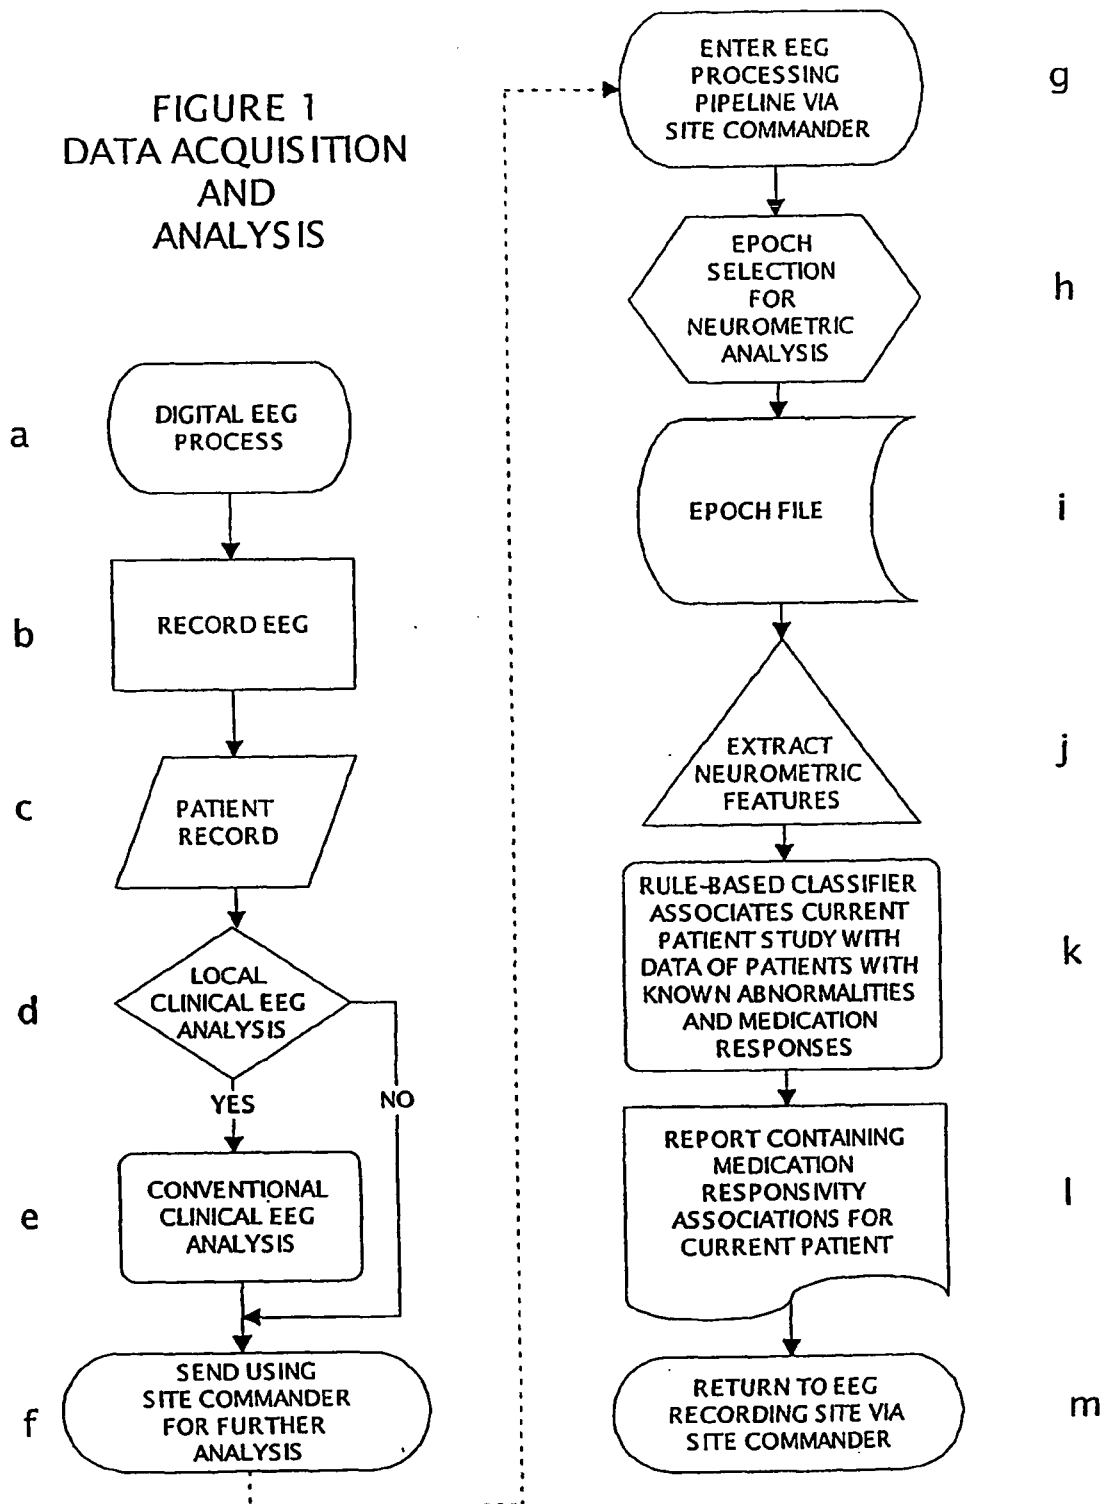 FIGURE 1
DATA ACQUISITION
AND
ANALYSIS
a
DIGITAL EEG
PROCESS
b
RECORD EEG
c
PATIENT
RECORD
d
LOCAL
CLINICAL EEG
ANALYSIS
YES
NO
e
CONVENTIONAL
CLINICAL EEG
ANALYSIS
f
SEND USING
SITE COMMANDER
FOR FURTHER
ANALYSIS
ENTER EEG
PROCESSING
PIPELINE VIA
SITE COMMANDER
g
EPOCH
SELECTION
FOR
NEUROMETRIC
ANALYSIS
h
EPOCH FILE
i
EXTRACT
NEUROMETRIC
FEATURES
j
RULE-BASED CLASSIFIER
ASSOCIATES CURRENT
PATIENT STUDY WITH
DATA OF PATIENTS WITH
KNOWN ABNORMALITIES
AND MEDICATION
RESPONSES
k
REPORT CONTAINING
MEDICATION
RESPONSIVITY
ASSOCIATIONS FOR
CURRENT PATIENT
l
RETURN TO EEG
RECORDING SITE VIA
SITE COMMANDER
m